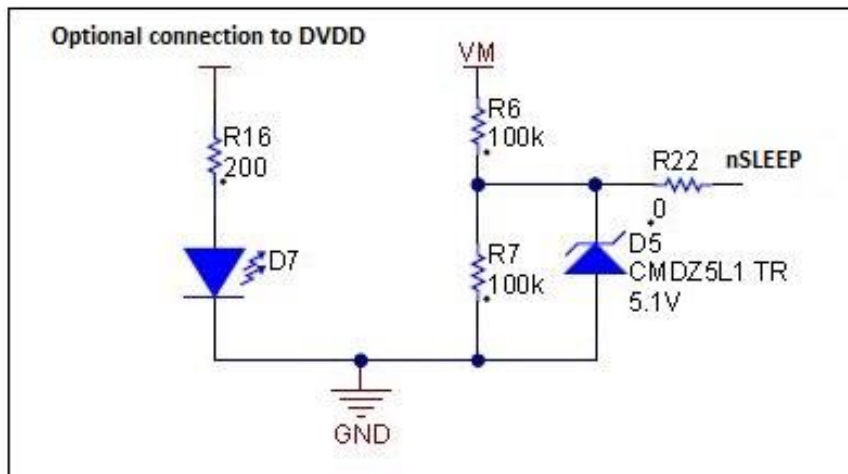 Optional connection to DVDD
VM
R6
100k
R16
200
R22
nSLEEP
0
D7
R7
100k
D5
CMDZ5L1 TR
5.1V
GND